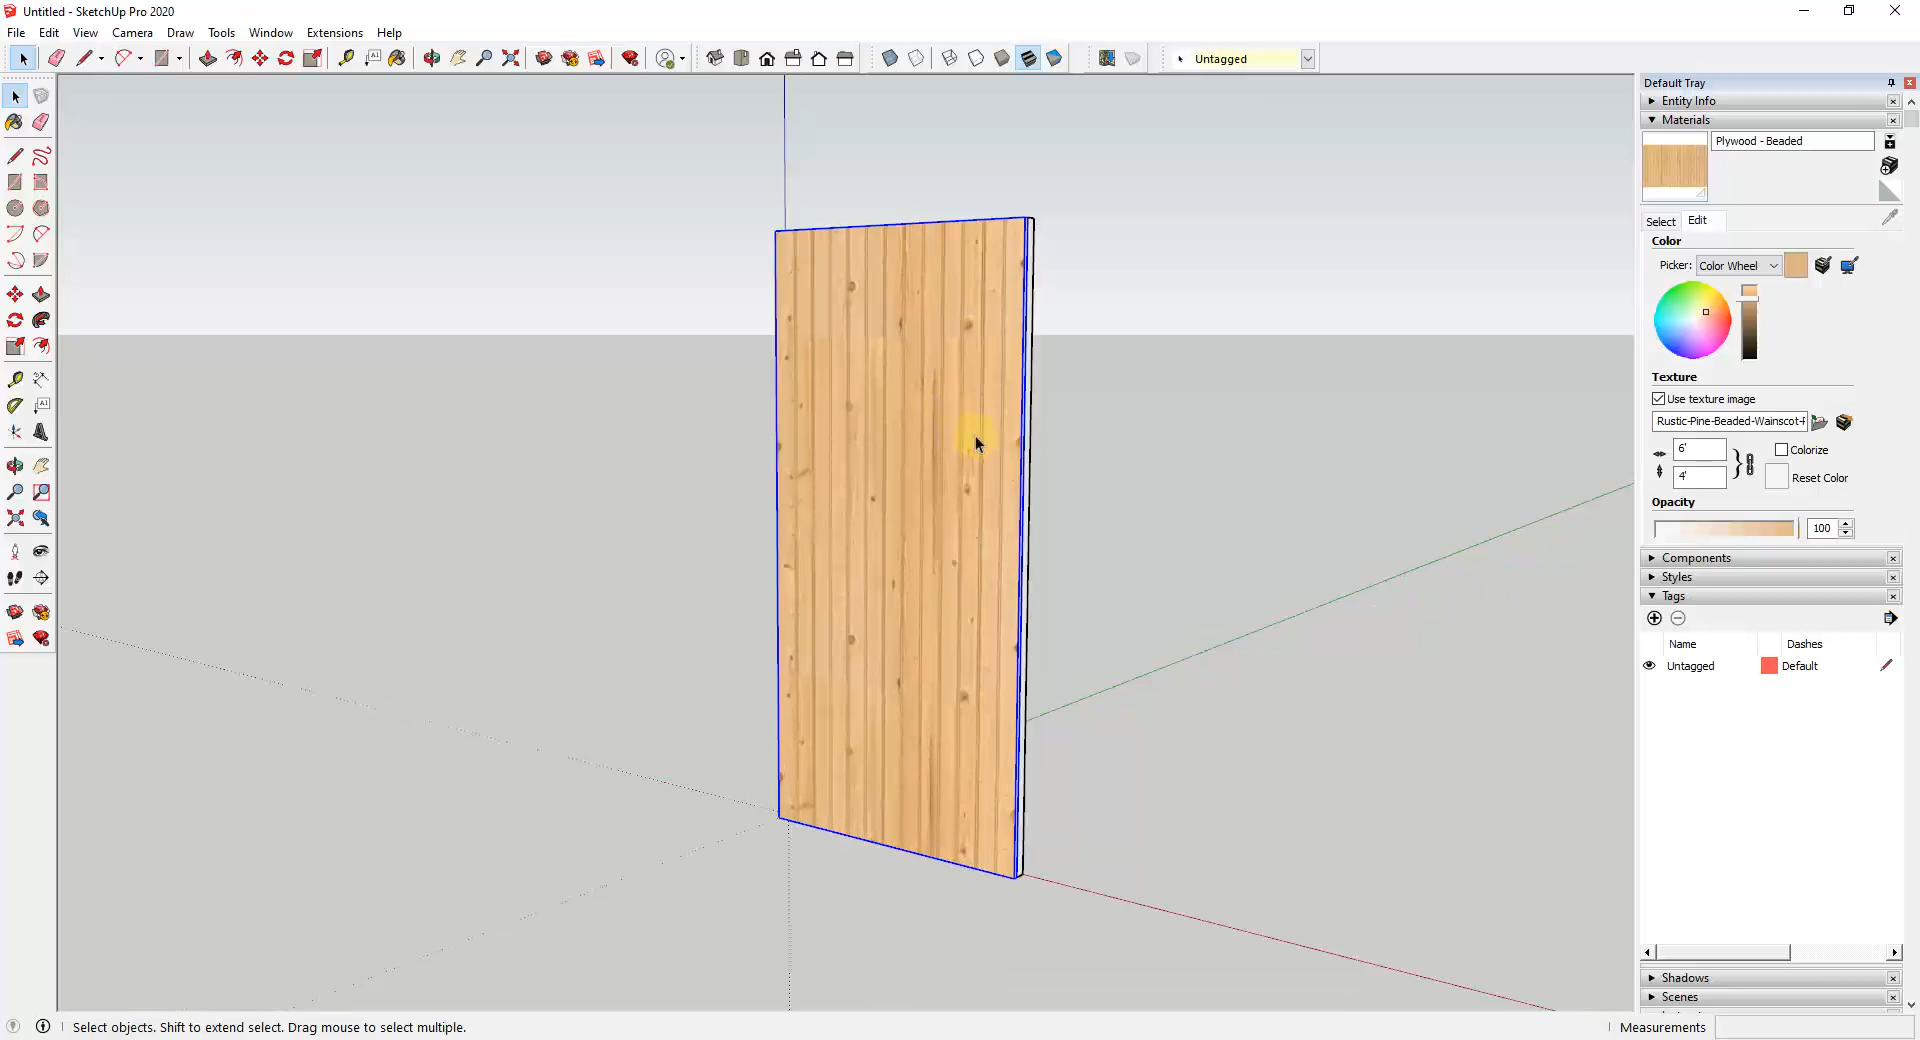 Untitled - SketchUp Pro 2020
File Edit View Camera Draw Tools Window Extensions Help
Untagged
Default Tray
Entity Info
Materials
Plywood - Beaded
Select Edit
Color
Picker: Color Wheel
Texture
Use texture image
Rustic-Pine-Beaded-Wainscot-F
6'
Colorize
4'
Reset Color
Opacity
100
Components
Styles
Tags
Name Dashes
Untagged Default
Shadows
Scenes
Select objects. Shift to extend select. Drag mouse to select multiple.
Measurements